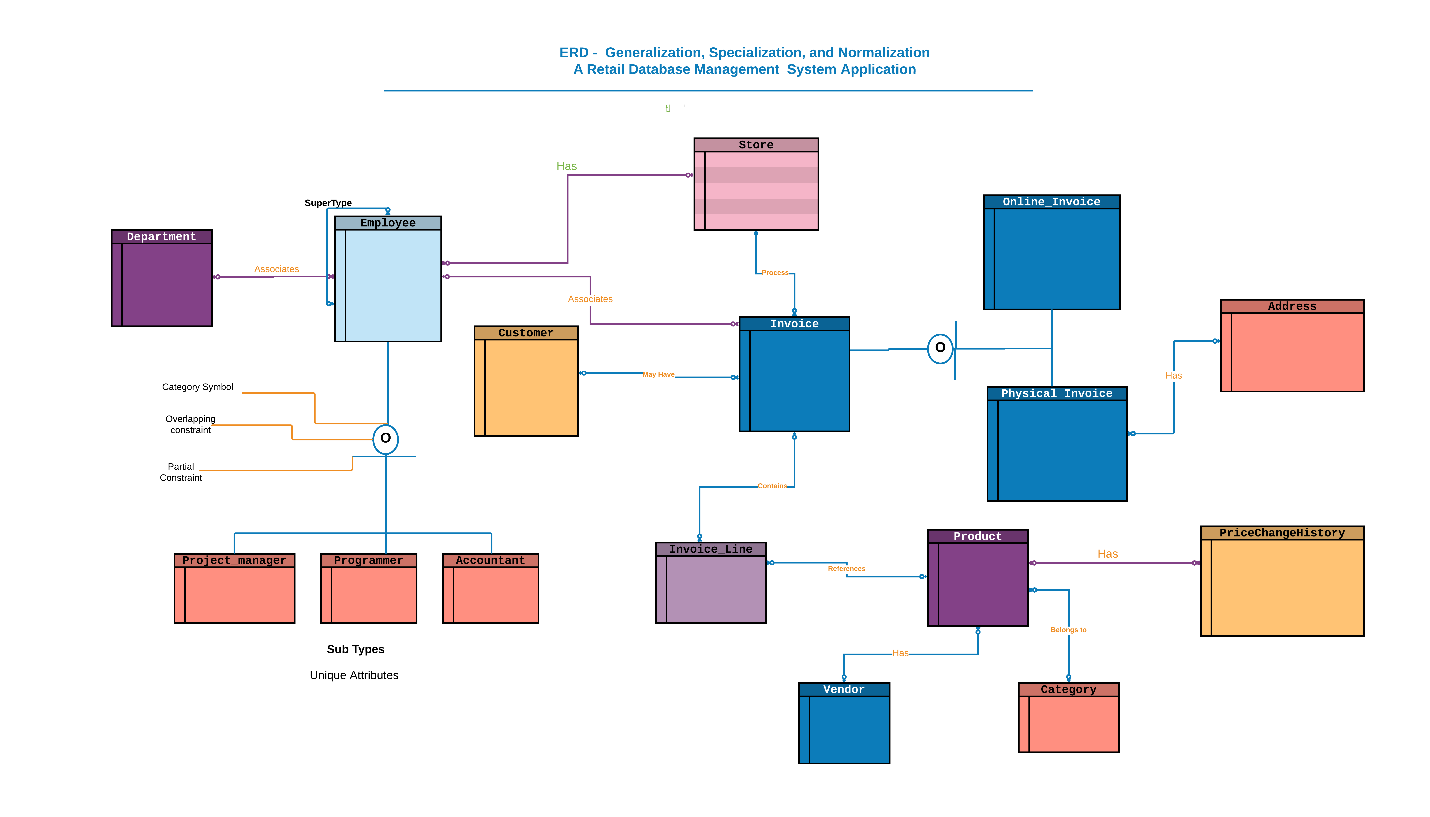 ERD - Generalization, Specialization, and Normalization
A Retail Database Management System Application
Store
Has
Online_Invoice
SuperType
Employee
Department
Associates
Process
Associates
Address
Invoice
Customer
O
May Have
Has
Category Symbol
Physical Invoice
Overlapping
constraint
O
Partial
Constraint
Contains
PriceChangeHistory
Product
Invoice_Line
Has
Project manager
Programmer
Accountant
References
Belongs to
Sub Types
Has
Unique Attributes
Vendor
Category